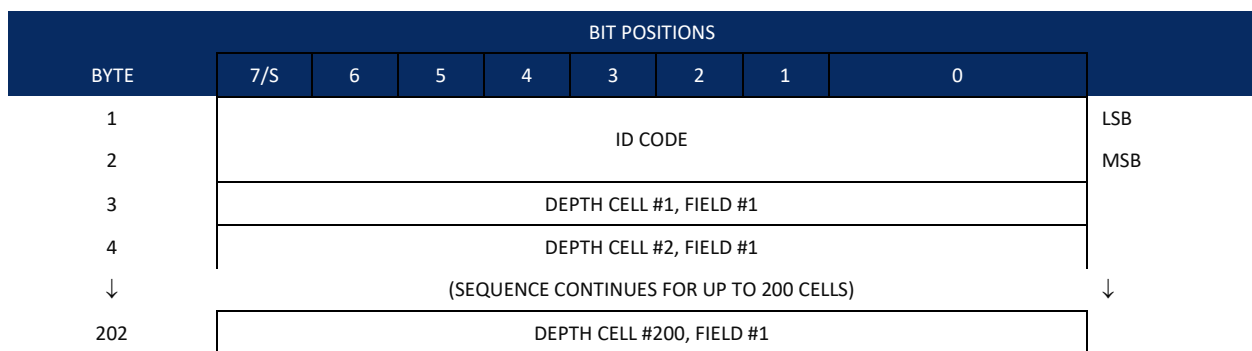 BIT POSITIONS
BYTE 7/S 6 5 4 3 2 1 0
1 LSB
ID CODE
2 MSB
3 DEPTH CELL #1, FIELD #1
4 DEPTH CELL #2, FIELD #1
↓ (SEQUENCE CONTINUES FOR UP TO 200 CELLS) ↓
202 DEPTH CELL #200, FIELD #1